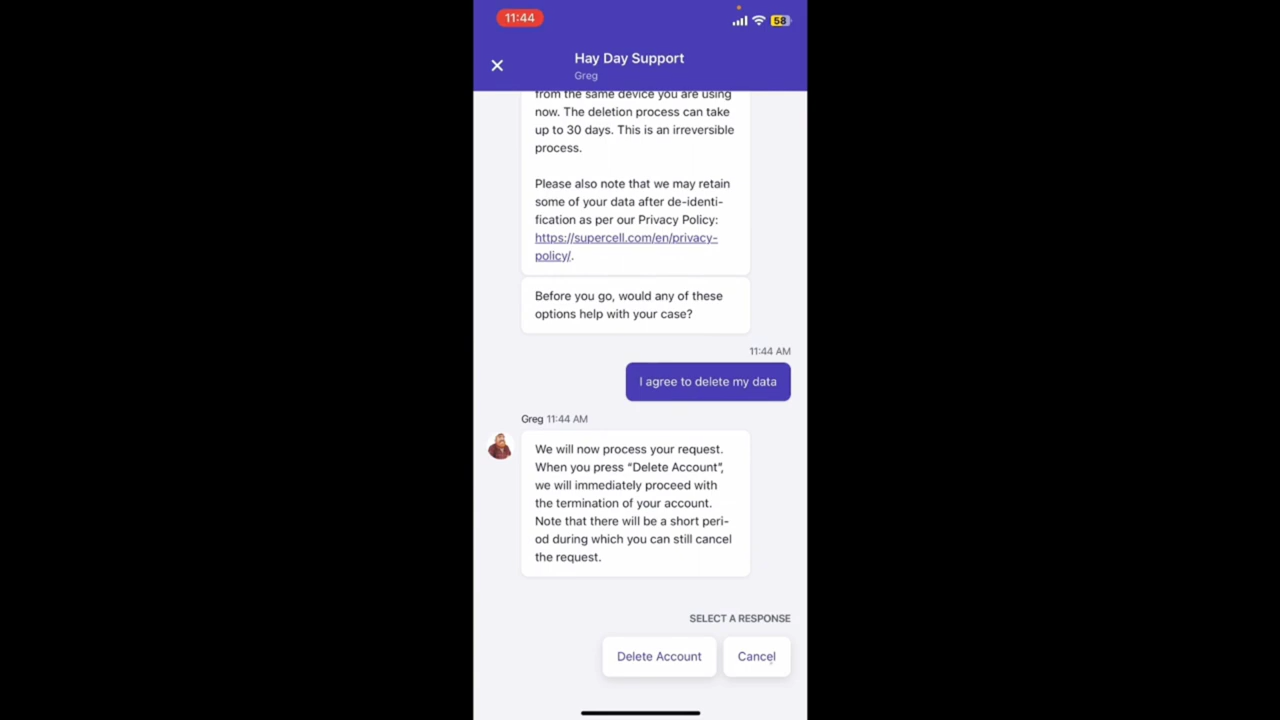 11:44
58
Hay Day Support
Greg
from the same device you are using
now. The deletion process can take
up to 30 days. This is an irreversible
process.
Please also note that we may retain
some of your data after de-identi-
fication as per our Privacy Policy:
https://supercell.com/en/privacy-
policy/.
Before you go, would any of these
options help with your case?
11:44 AM
I agree to delete my data
Greg 11:44 AM
We will now process your request.
When you press “Delete Account”,
we will immediately proceed with
the termination of your account.
Note that there will be a short peri-
od during which you can still cancel
the request.
SELECT A RESPONSE
Delete Account
Cancel